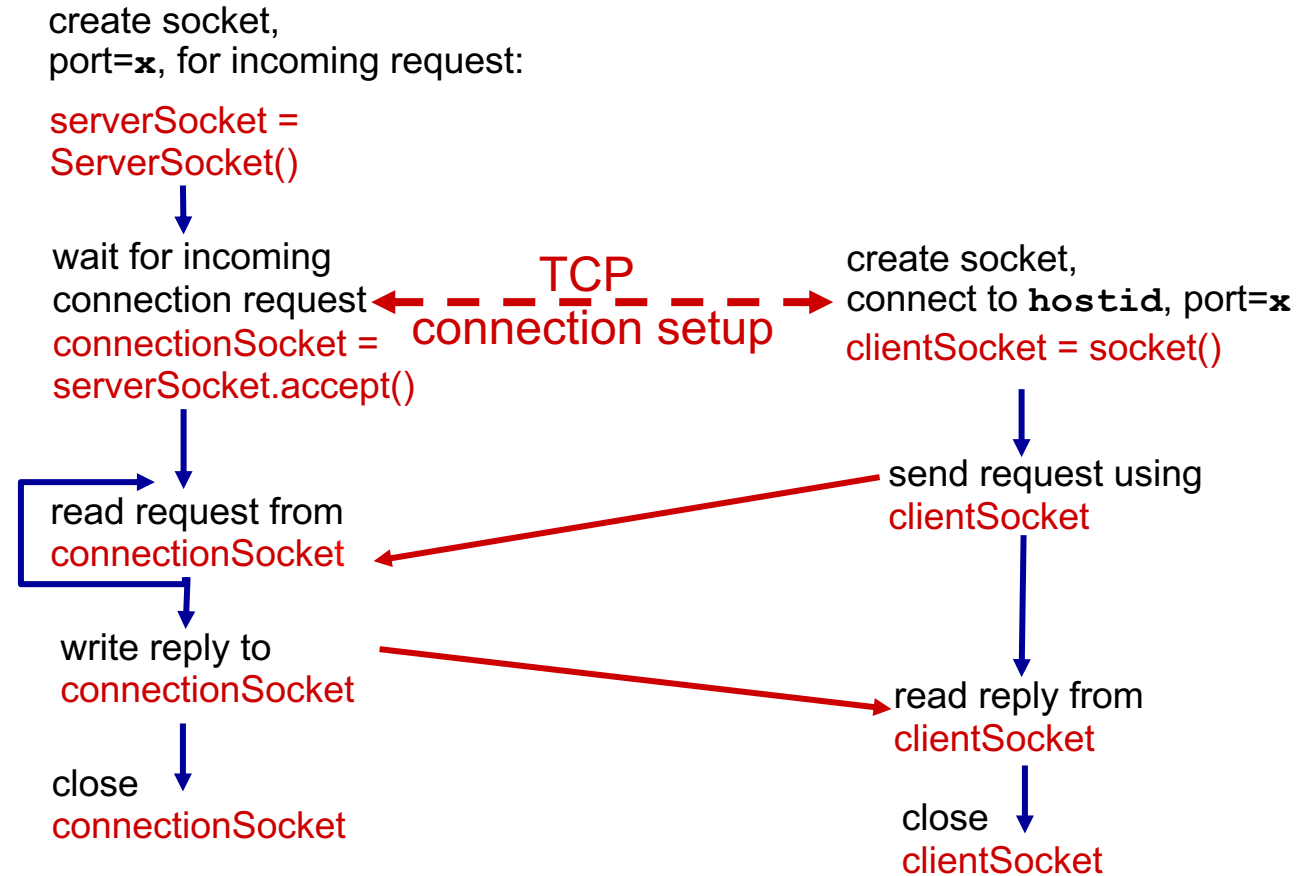 create socket,
port=x, for incoming request:
serverSocket =
ServerSocket()
wait for incoming
connection request
connectionSocket =
serverSocket.accept()
TCP
connection setup
create socket,
connect to hostid, port=x
clientSocket = socket()
send request using
clientSocket
read request from
connectionSocket
write reply to
connectionSocket
read reply from
clientSocket
close
connectionSocket
close
clientSocket